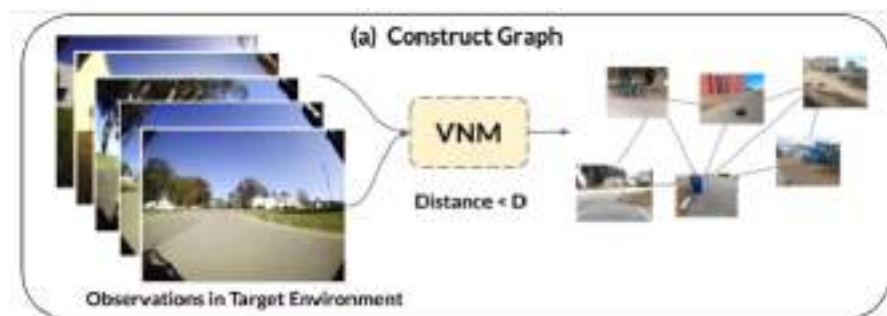 (a) Construct Graph
VNM
Distance < D
Observations in Target Environment